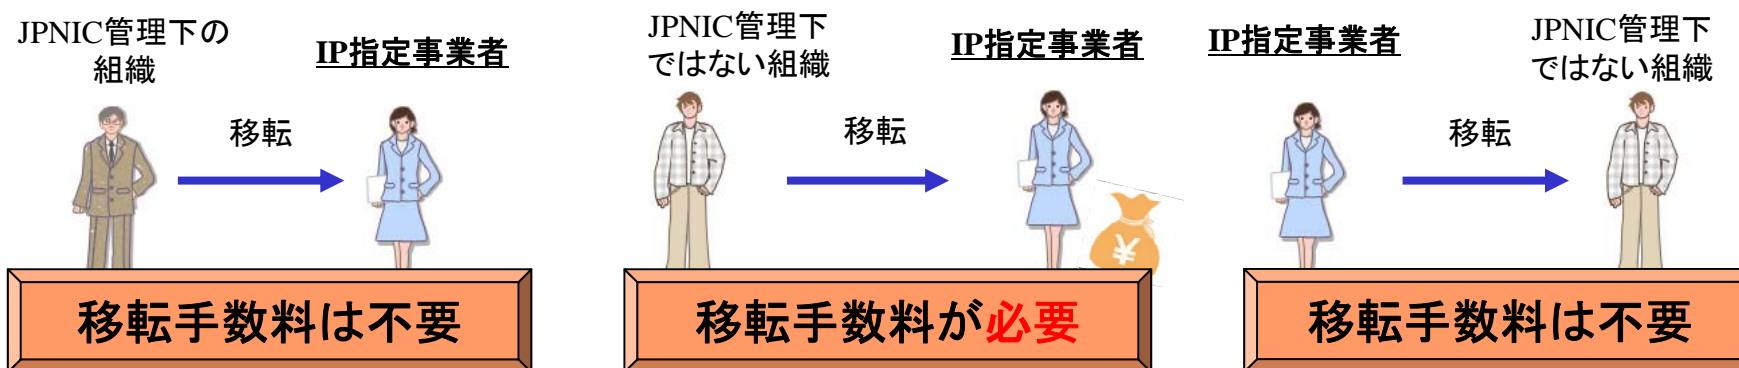 JPNIC管理下の
組織
IP指定事業者
移転
移転手数料は不要
JPNIC管理下
ではない組織
IP指定事業者
移転
¥
移転手数料が必要
IP指定事業者
JPNIC管理下
ではない組織
移転
移転手数料は不要